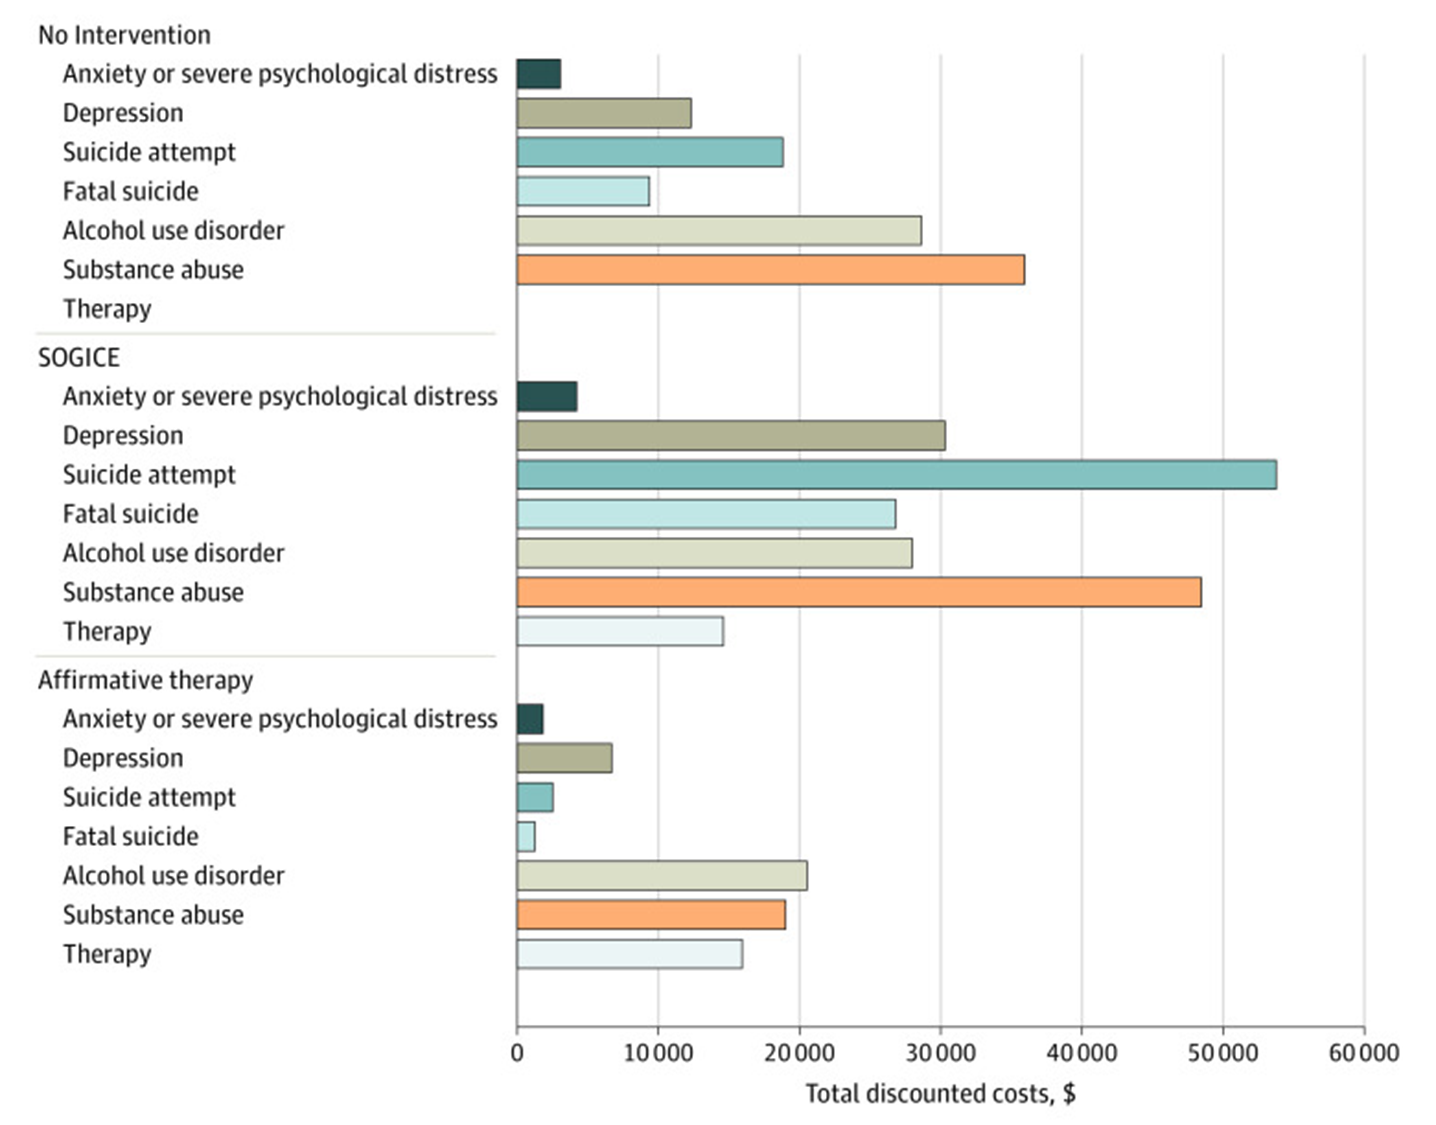 No Intervention
Anxiety or severe psychological distress
Depression
Suicide attempt
Fatal suicide
Alcohol use disorder
Substance abuse
Therapy
SOGICE
Anxiety or severe psychological distress
Depression
Suicide attempt
Fatal suicide
Alcohol use disorder
Substance abuse
Therapy
Affirmative therapy
Anxiety or severe psychological distress
Depression
Suicide attempt
Fatal suicide
Alcohol use disorder
Substance abuse
Therapy
0 10 000 20 000 30 000 40 000 50 000 60 000
Total discounted costs, $